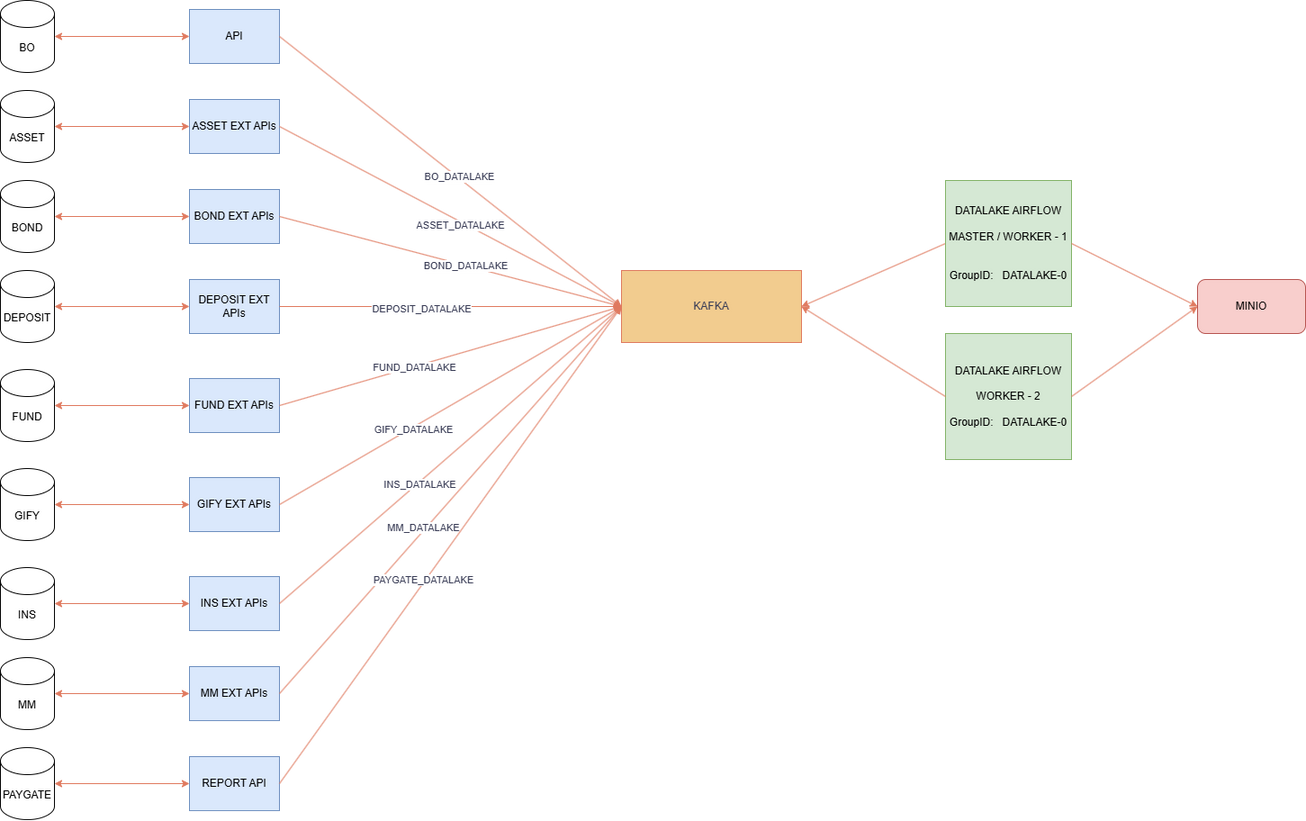 BO
API
ASSET
ASSET EXT APIs
BOND
BOND EXT APIs
DEPOSIT
DEPOSIT EXT
APIs
FUND
FUND EXT APIs
GIFY
GIFY EXT APIs
INS
INS EXT APIs
MM
MM EXT APIs
PAYGATE
REPORT API
BO_DATALAKE
ASSET_DATALAKE
BOND_DATALAKE
DEPOSIT_DATALAKE
FUND_DATALAKE
GIFY_DATALAKE
INS_DATALAKE
MM_DATALAKE
PAYGATE_DATALAKE
KAFKA
DATALAKE AIRFLOW
MASTER / WORKER - 1
GroupID: DATALAKE-0
DATALAKE AIRFLOW
WORKER - 2
GroupID: DATALAKE-0
MINIO